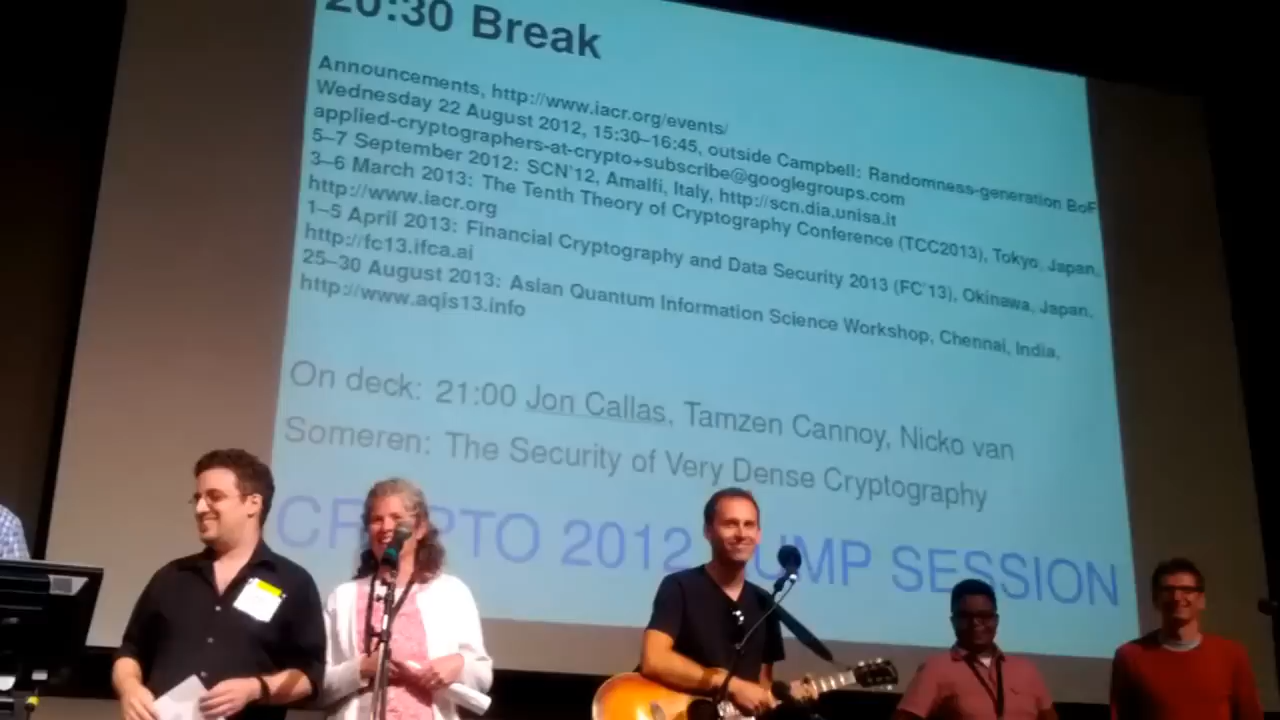 20:30 Break
Announcements, http://www.iacr.org/events/
Wednesday 22 August 2012, 15:30–16:45, outside Campbell: Randomness-generation BoF
applied-cryptographers-at-crypto+subscribe@googlegroups.com
5–7 September 2012: SCN'12, Amalfi, Italy, http://scn.dia.unisa.it
3–6 March 2013: The Tenth Theory of Cryptography Conference (TCC2013), Tokyo, Japan,
http://www.iacr.org
1–5 April 2013: Financial Cryptography and Data Security 2013 (FC'13), Okinawa, Japan,
http://fc13.ifca.ai
25–30 August 2013: Asian Quantum Information Science Workshop, Chennai, India,
http://www.aqis13.info
On deck: 21:00 Jon Callas, Tamzen Cannoy, Nicko van
Someren: The Security of Very Dense Cryptography
CRYPTO 2012 RUMP SESSION